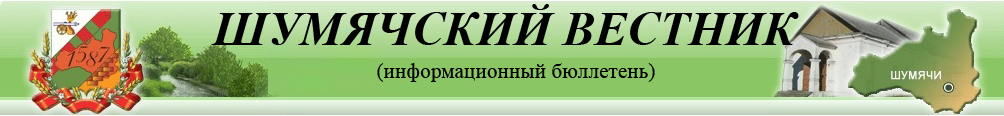 ШУМЯЧСКИЙ ВЕСТНИК
(информационный бюллетень)
1587
ШУМЯЧИ